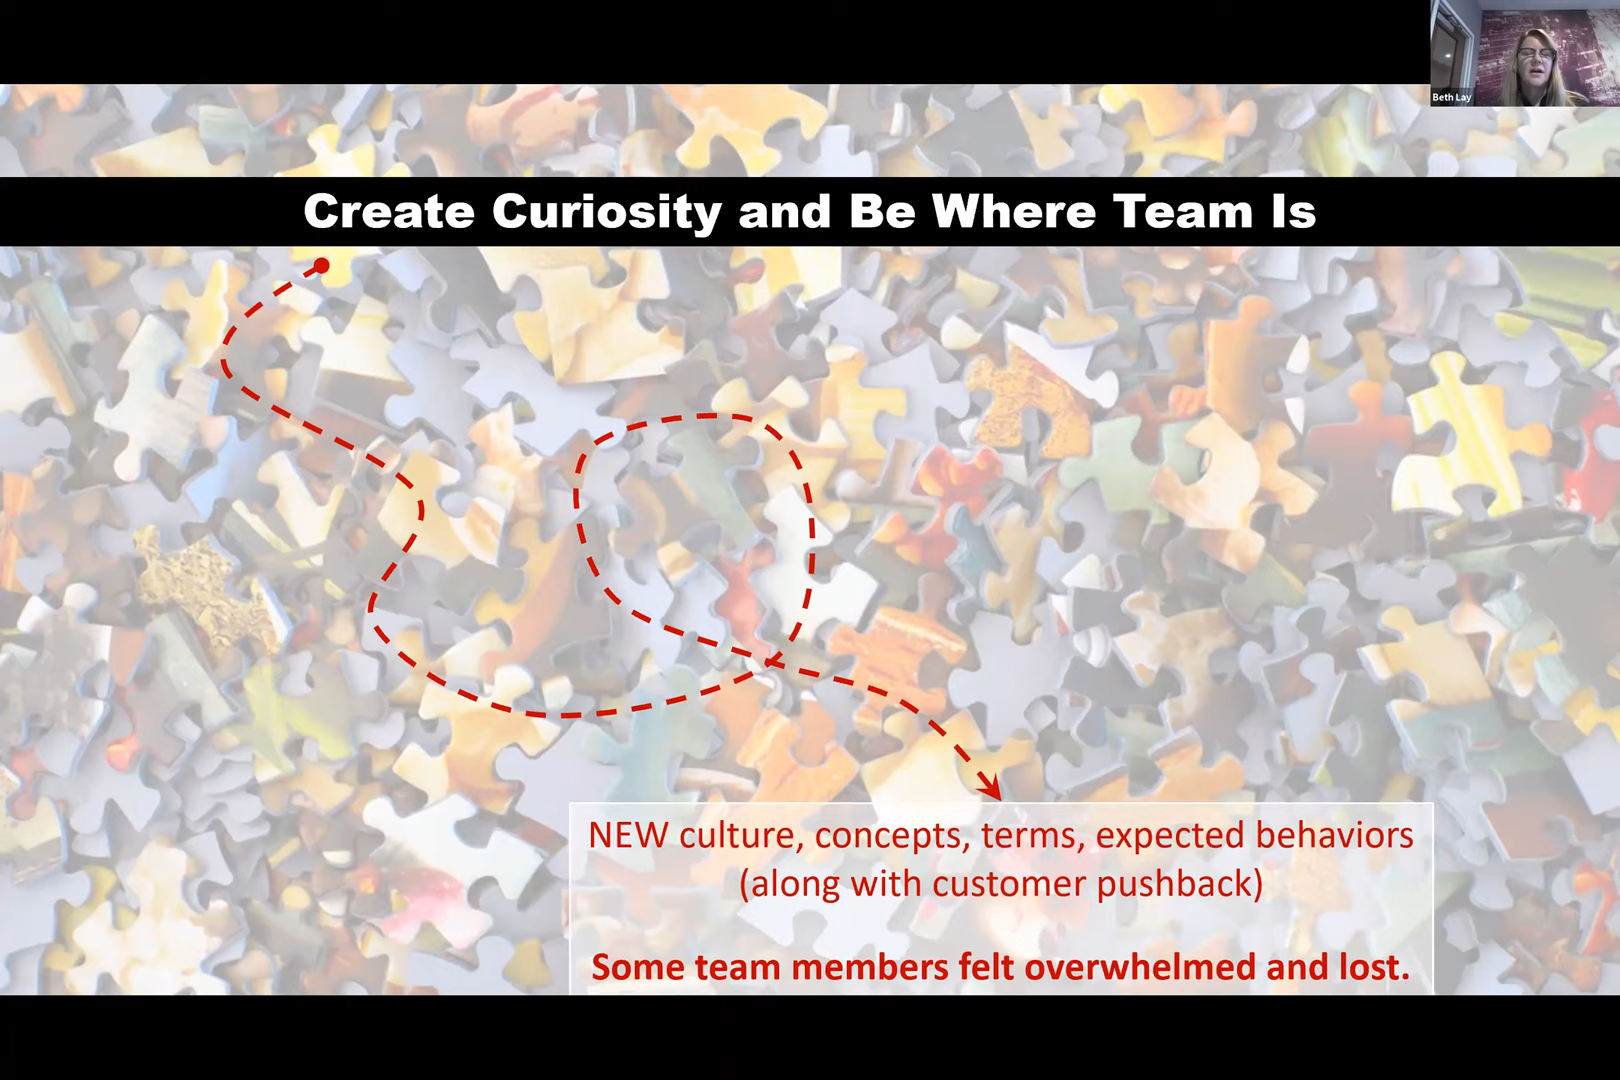 Beth Lay
Create Curiosity and Be Where Team Is
NEW culture, concepts, terms, expected behaviors
(along with customer pushback)
Some team members felt overwhelmed and lost.